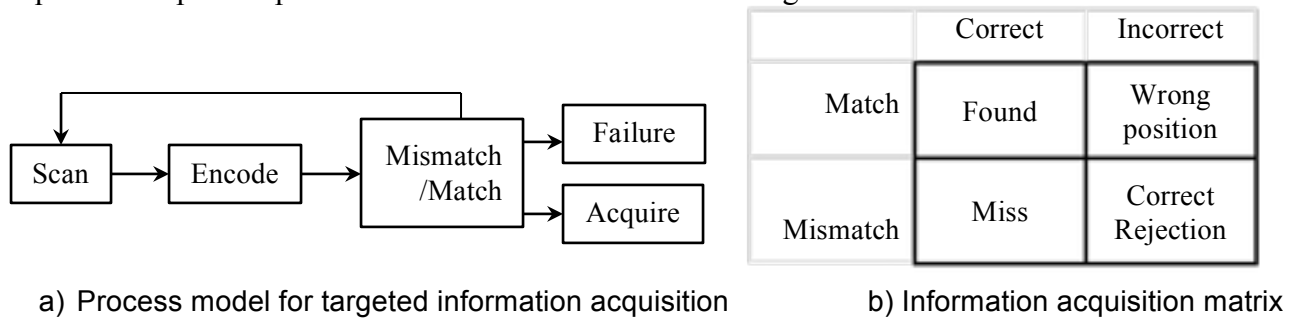 Scan
Encode
Mismatch
/Match
Failure
Acquire
a) Process model for targeted information acquisition
Correct Incorrect
Match Found Wrong
position
Mismatch Miss Correct
Rejection
b) Information acquisition matrix